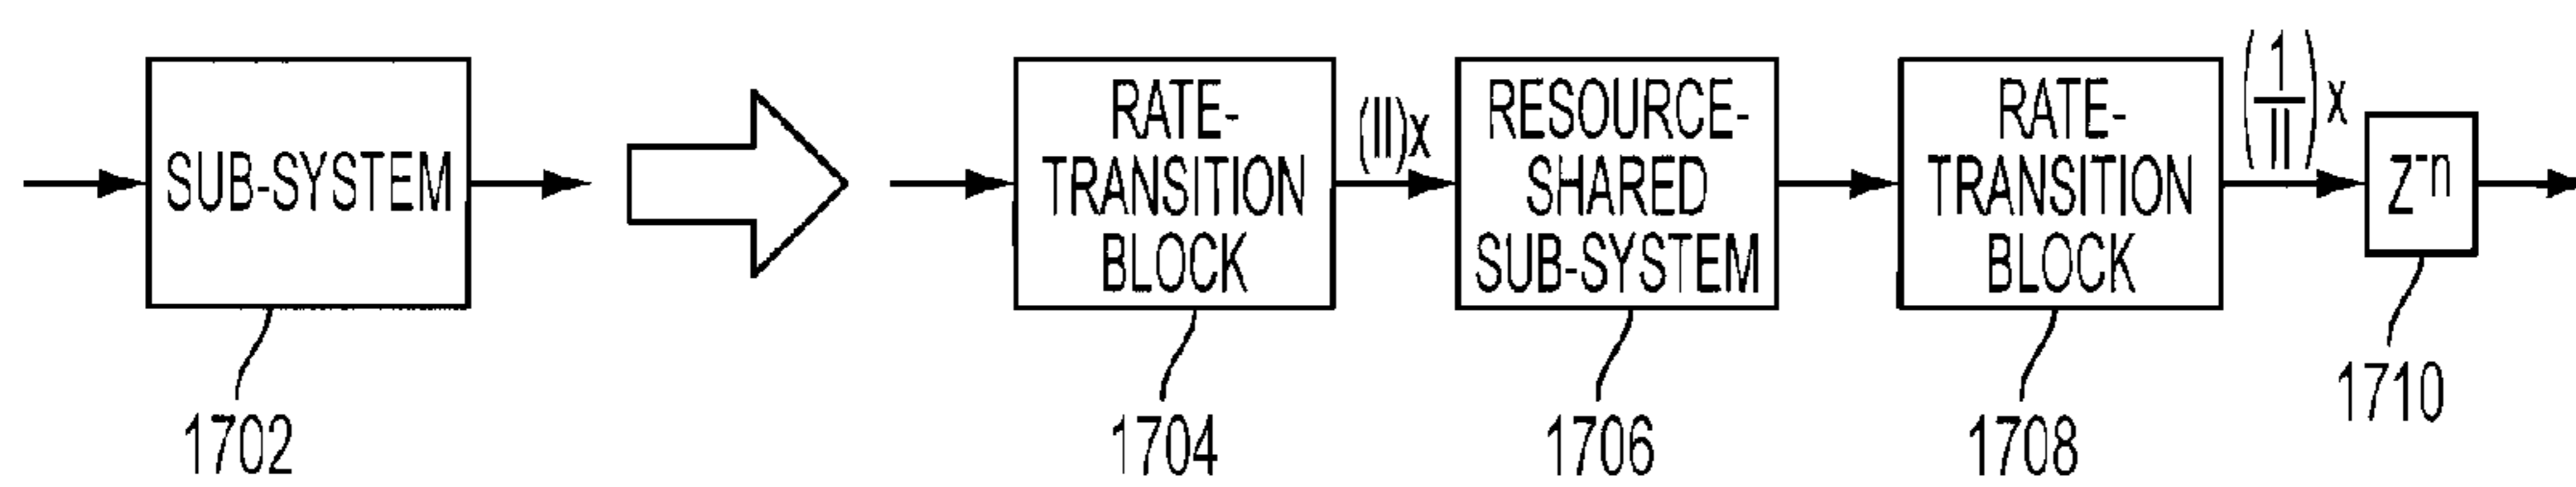 SUB-SYSTEM
1702
RATE-
TRANSITION
BLOCK
1704
(II)x
RESOURCE-
SHARED
SUB-SYSTEM
1706
RATE-
TRANSITION
BLOCK
1708
(1/II)x
Z⁻ⁿ
1710